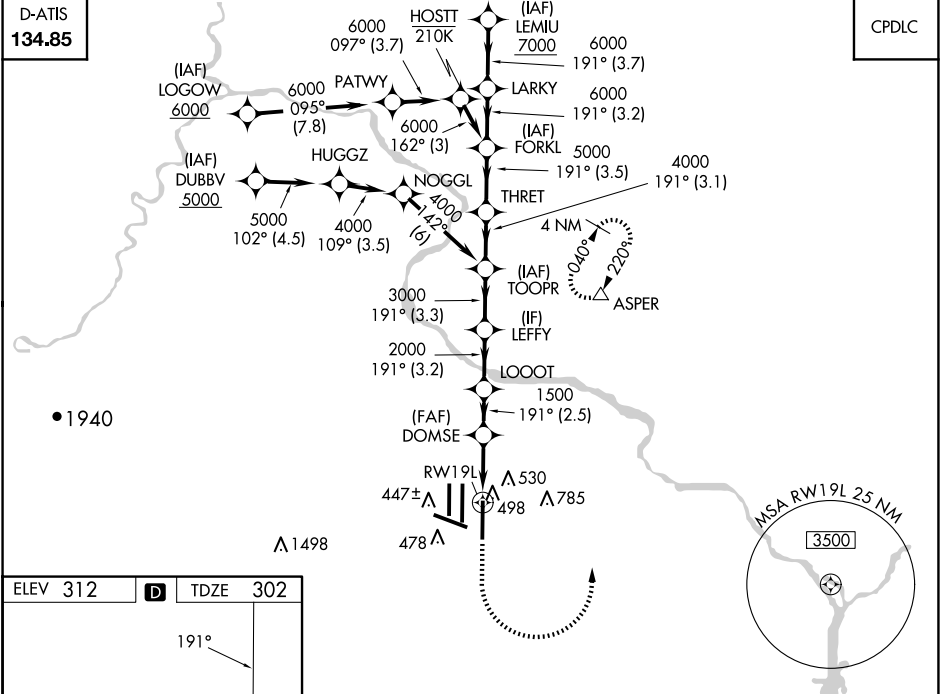 D-ATIS
134.85
CPDLC
HOSTT
210K
(IAF)
LEMIU
7000
6000
097° (3.7)
6000
191° (3.7)
PATWY
LARKY
(IAF)
LOGOW
6000
6000
095°
(7.8)
6000
191° (3.2)
6000
162° (3)
(IAF)
FORKL
5000
191° (3.5)
4000
191° (3.1)
(IAF)
DUBBV
5000
HUGGZ
NOGGL
THRET
5000
102° (4.5)
4000
109° (3.5)
4000
142°
(6)
4 NM
040°
220°
ASPER
(IAF)
TOOPR
3000
191° (3.3)
(IF)
LEFFY
2000
191° (3.2)
LOOOT
1500
191° (2.5)
1940
(FAF)
DOMSE
RW19L
530
447±
498
785
478
1498
MSA RW19L 25 NM
3500
ELEV 312
D
TDZE 302
191°